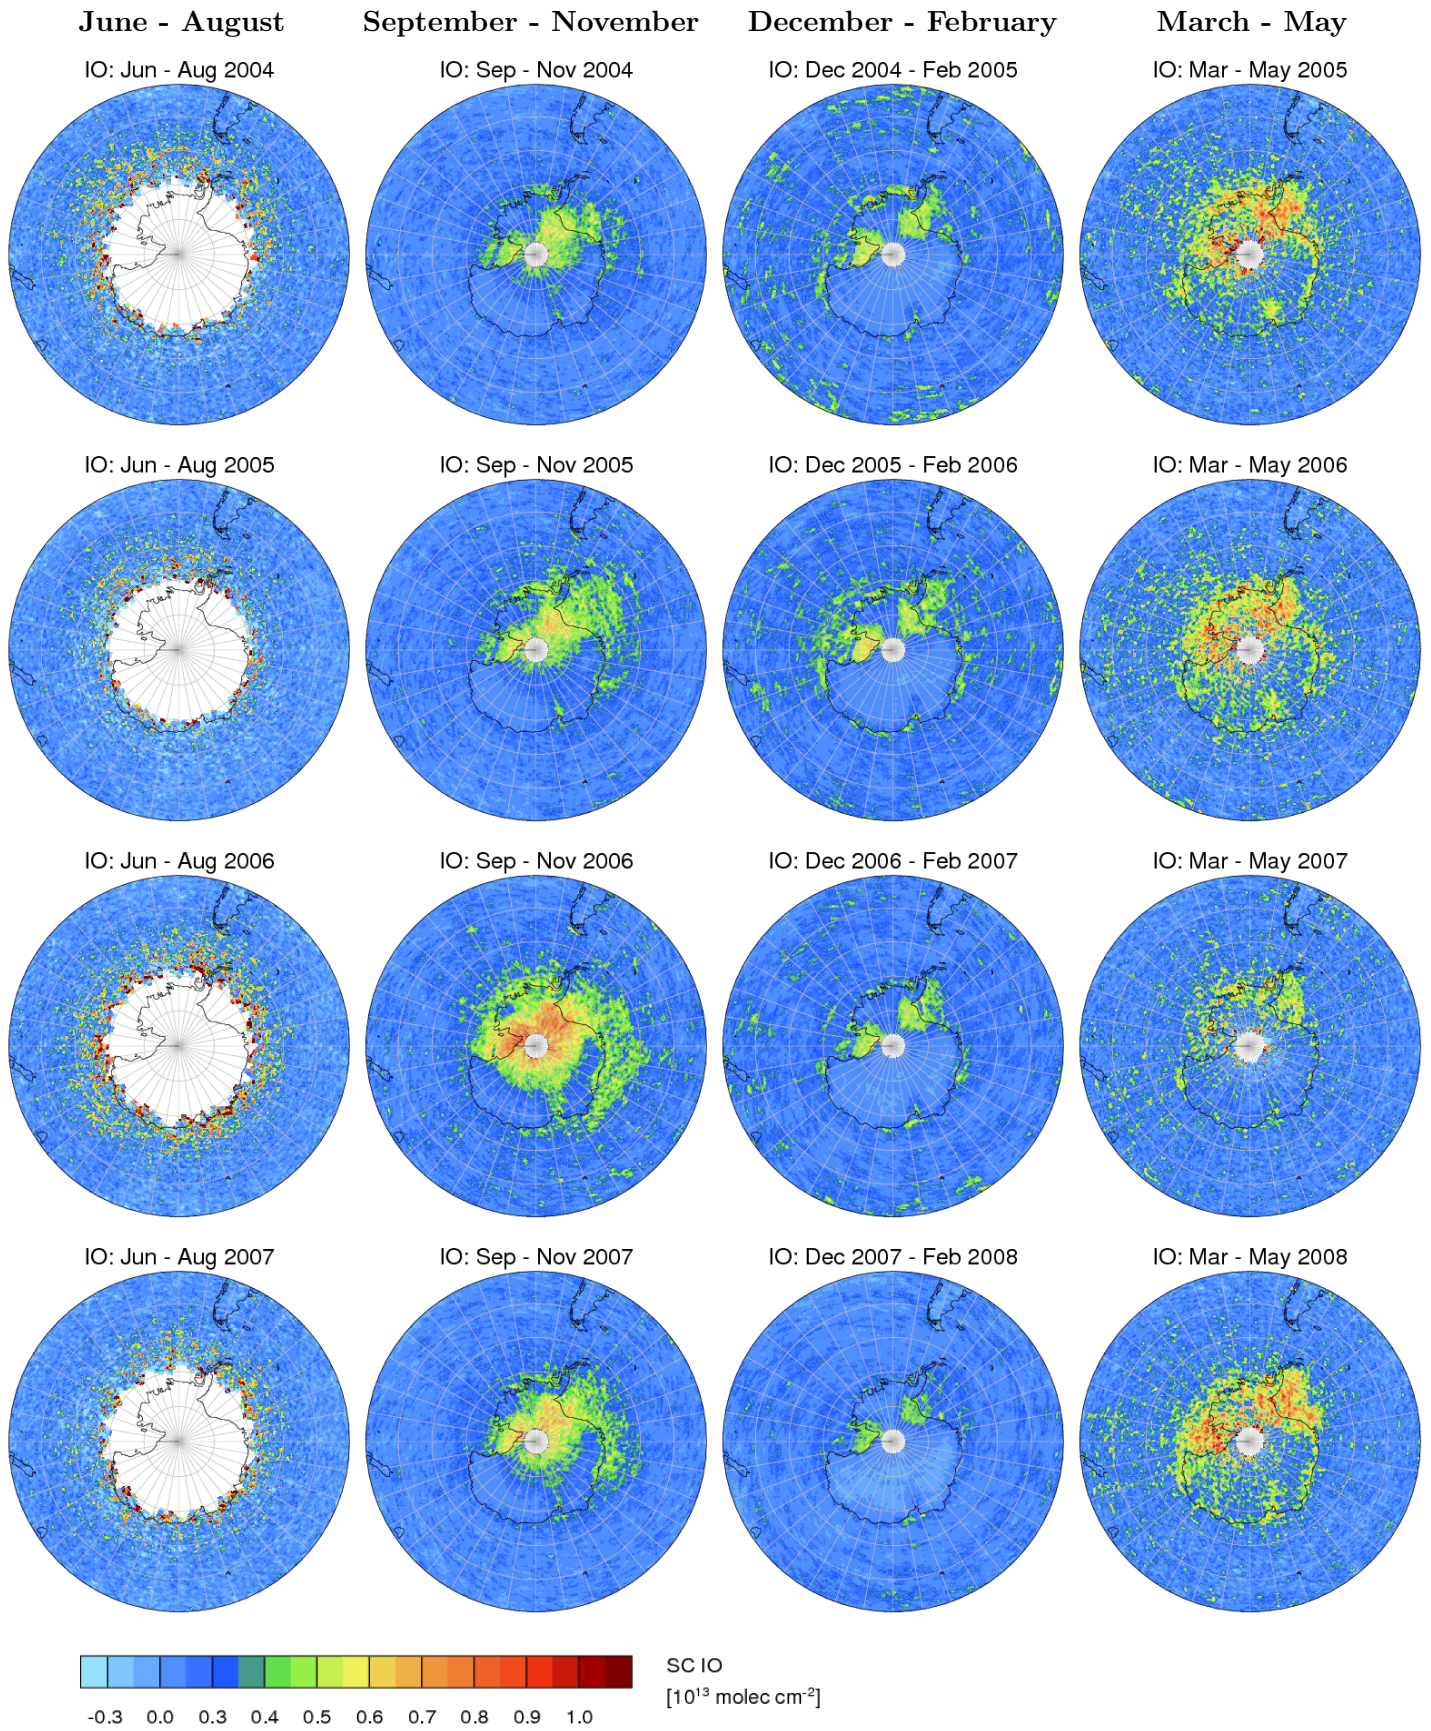 June - August September - November December - February March - May
IO: Jun - Aug 2004 IO: Sep - Nov 2004 IO: Dec 2004 - Feb 2005 IO: Mar - May 2005
IO: Jun - Aug 2005 IO: Sep - Nov 2005 IO: Dec 2005 - Feb 2006 IO: Mar - May 2006
IO: Jun - Aug 2006 IO: Sep - Nov 2006 IO: Dec 2006 - Feb 2007 IO: Mar - May 2007
IO: Jun - Aug 2007 IO: Sep - Nov 2007 IO: Dec 2007 - Feb 2008 IO: Mar - May 2008
SC IO
[10¹³ molec cm⁻²]
-0.3 0.0 0.3 0.4 0.5 0.6 0.7 0.8 0.9 1.0